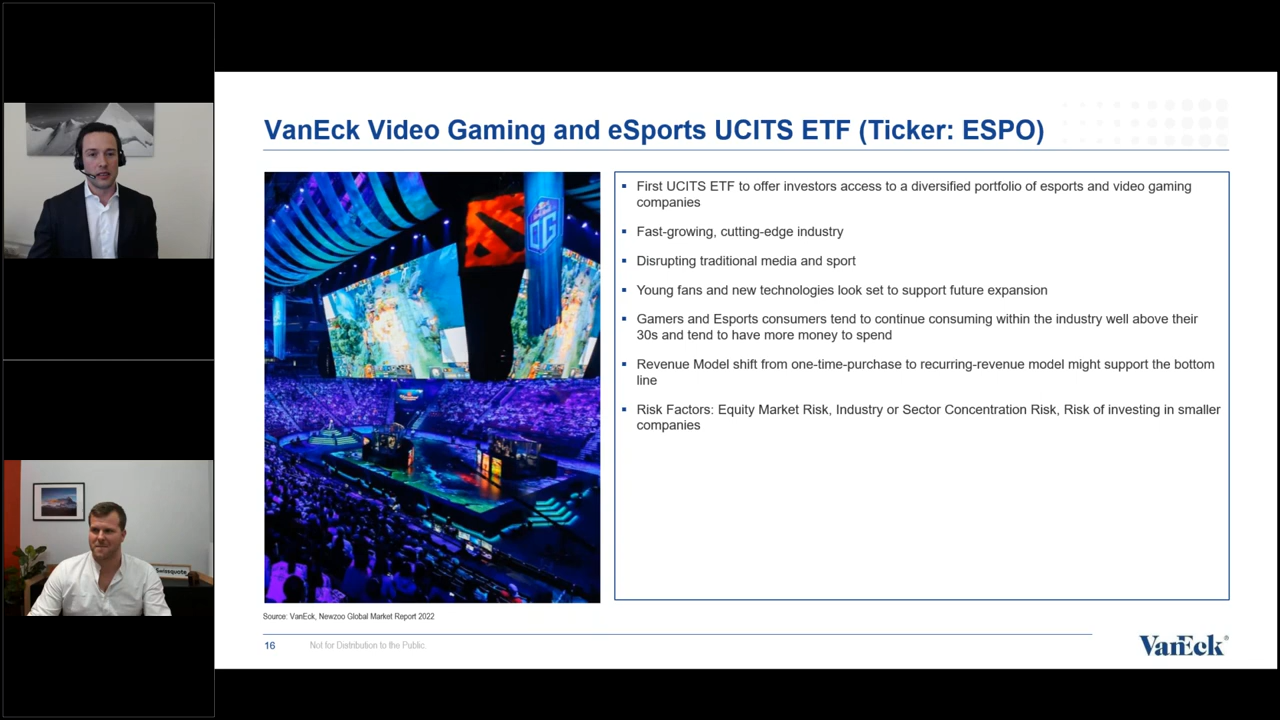 VanEck Video Gaming and eSports UCITS ETF (Ticker: ESPO)
OG
▪ First UCITS ETF to offer investors access to a diversified portfolio of esports and video gaming
companies
▪ Fast-growing, cutting-edge industry
▪ Disrupting traditional media and sport
▪ Young fans and new technologies look set to support future expansion
▪ Gamers and Esports consumers tend to continue consuming within the industry well above their
30s and tend to have more money to spend
▪ Revenue Model shift from one-time-purchase to recurring-revenue model might support the bottom
line
▪ Risk Factors: Equity Market Risk, Industry or Sector Concentration Risk, Risk of investing in smaller
companies
Swissquote
Source: VanEck, Newzoo Global Market Report 2022
16
Not for Distribution to the Public.
VanEck®